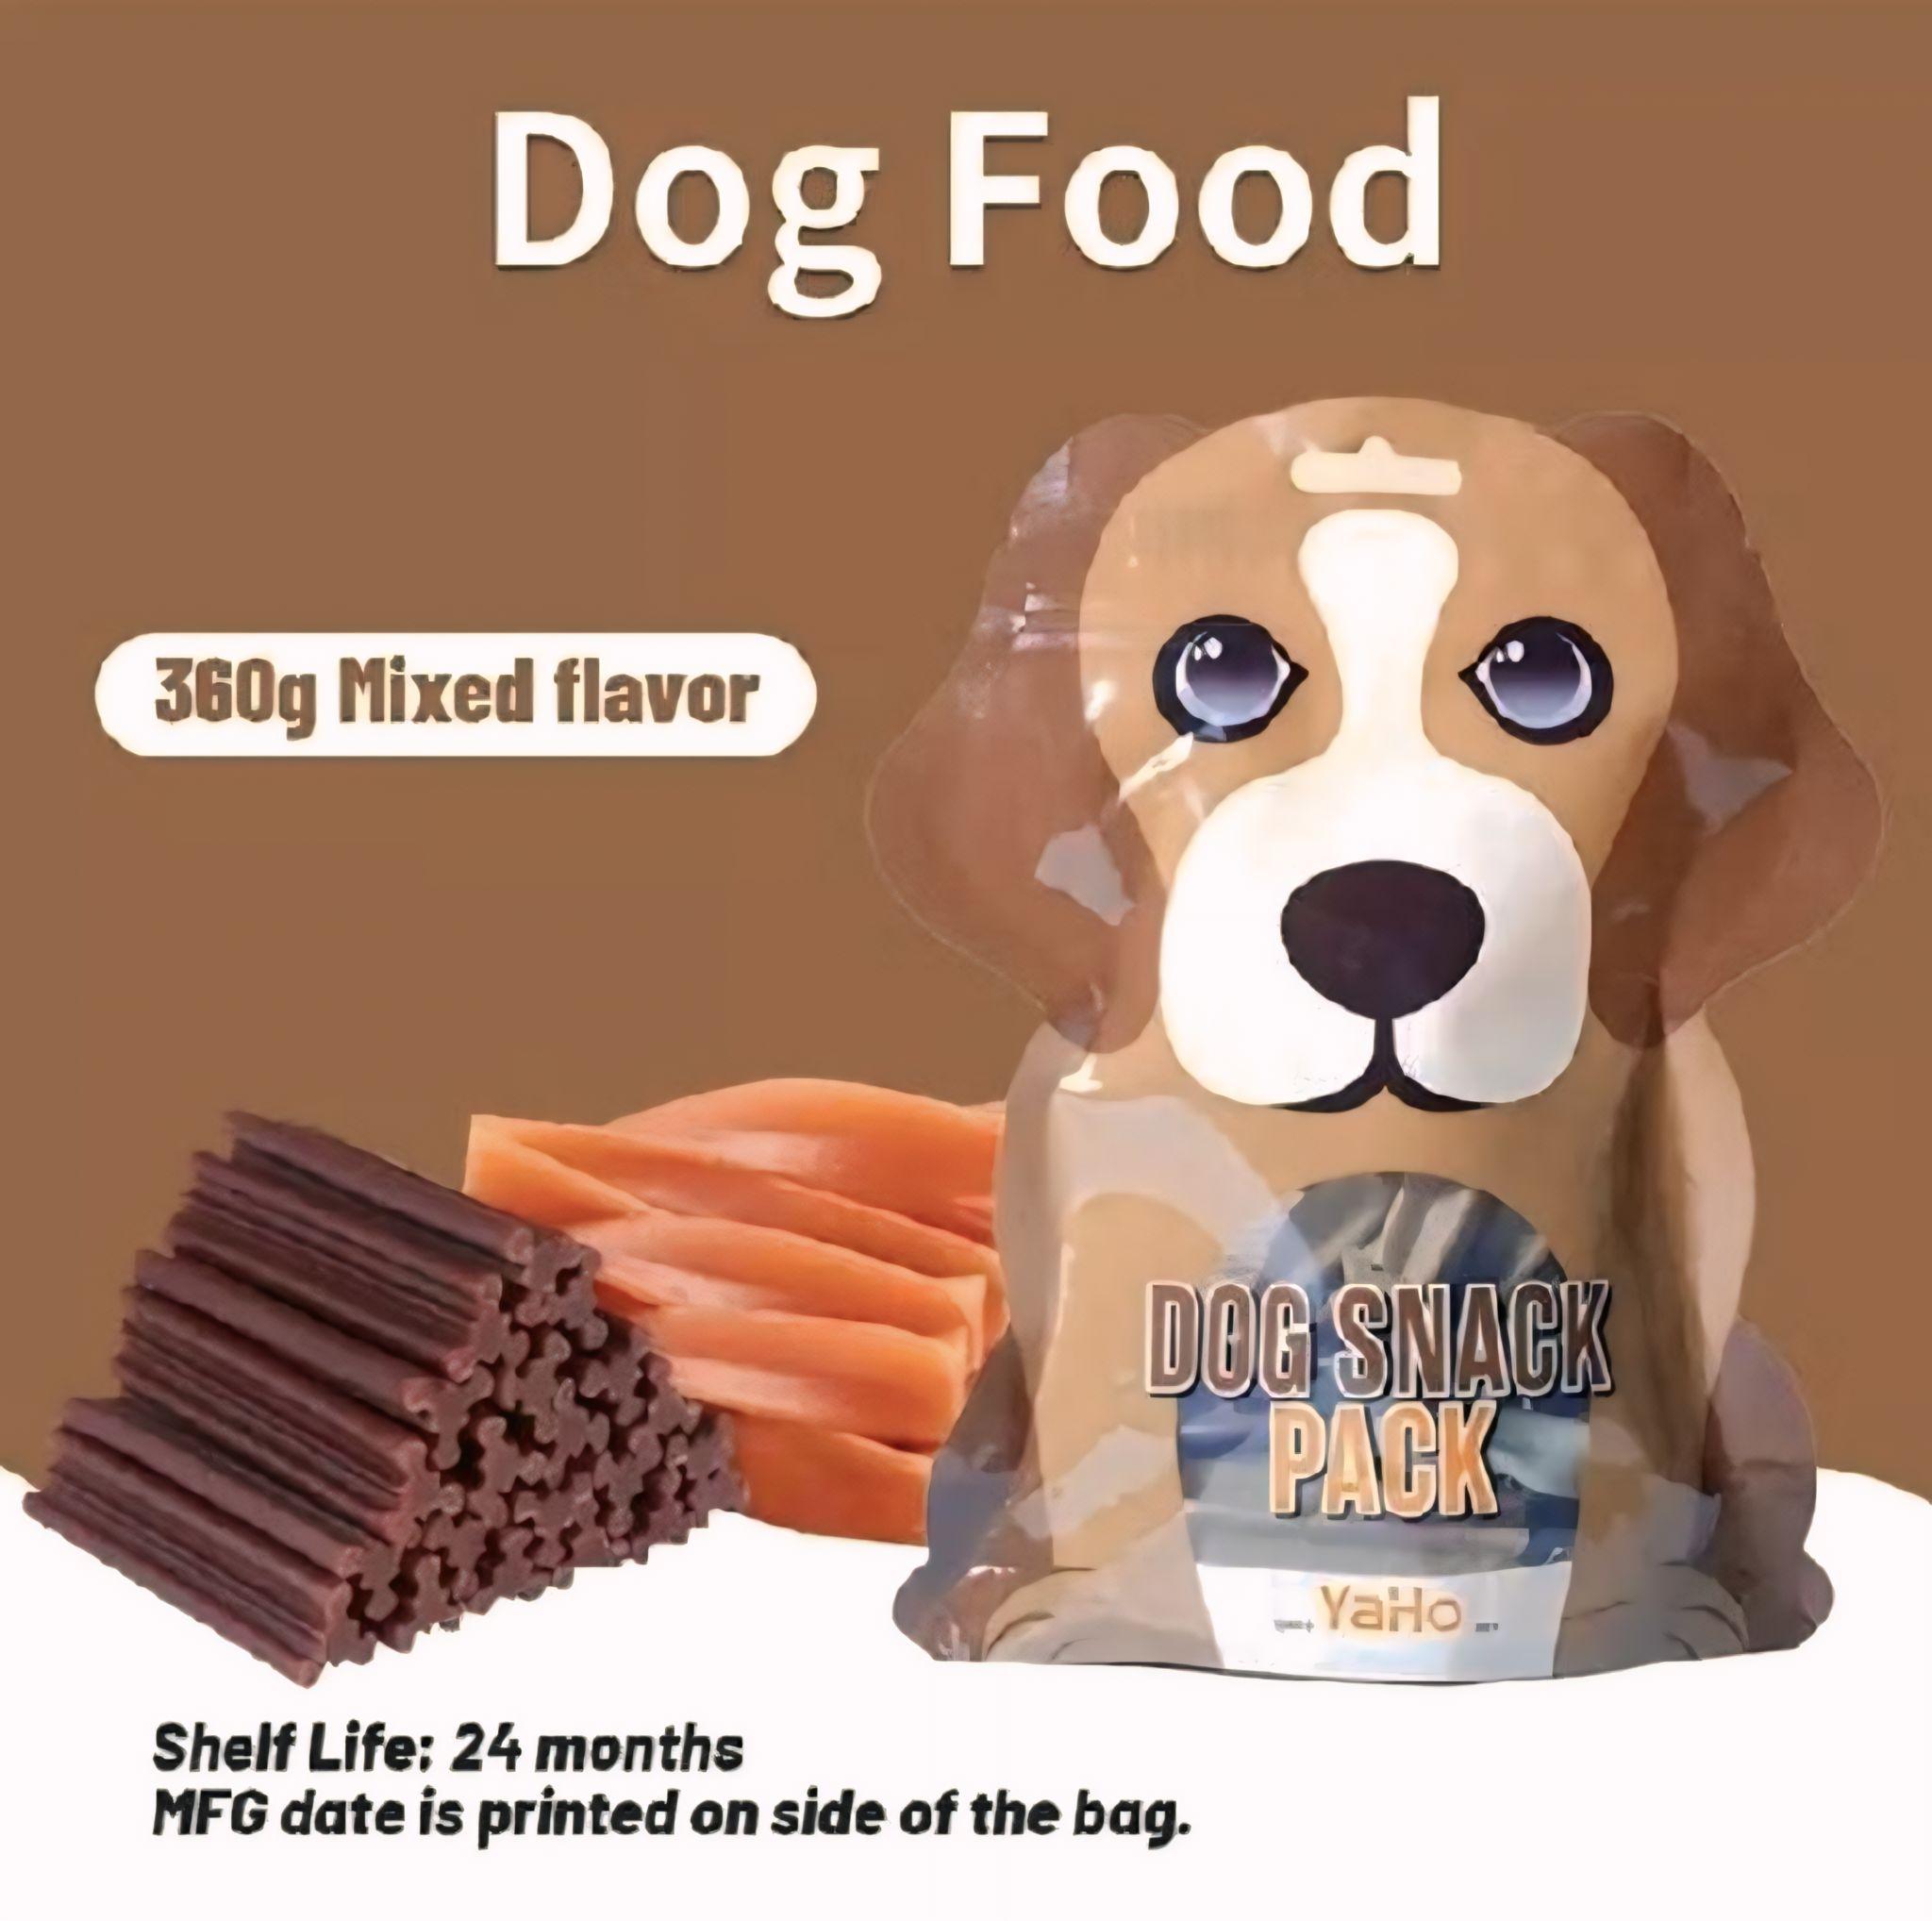 Dog Food
360g Mixed flavor
DOG SNACK
PACK
YaHo
Shelf Life: 24 months
MFG date is printed on side of the bag.